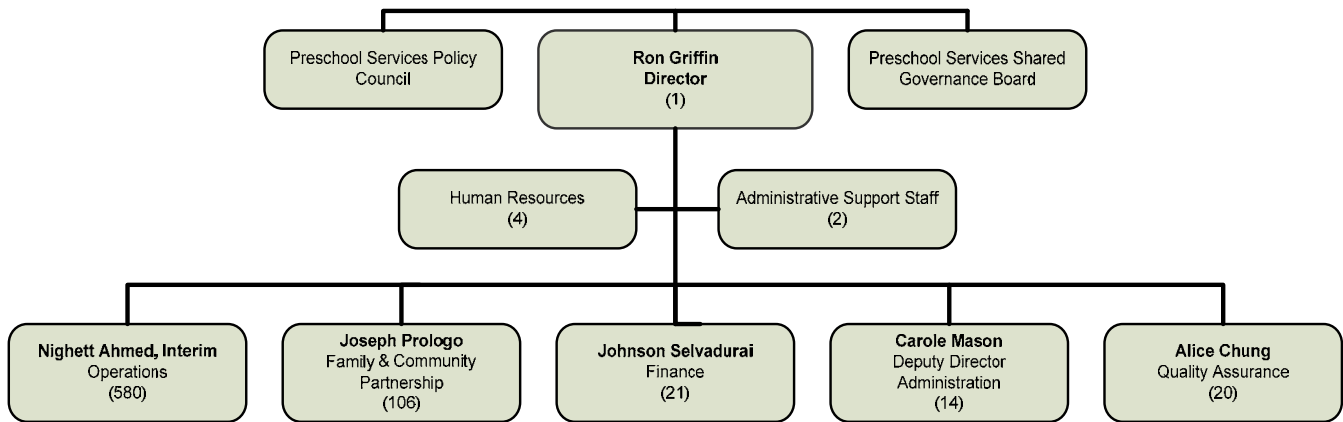 Preschool Services Policy
Council
Ron Griffin
Director
(1)
Preschool Services Shared
Governance Board
Human Resources
(4)
Administrative Support Staff
(2)
Nighett Ahmed, Interim
Operations
(580)
Joseph Prologo
Family & Community
Partnership
(106)
Johnson Selvadurai
Finance
(21)
Carole Mason
Deputy Director
Administration
(14)
Alice Chung
Quality Assurance
(20)